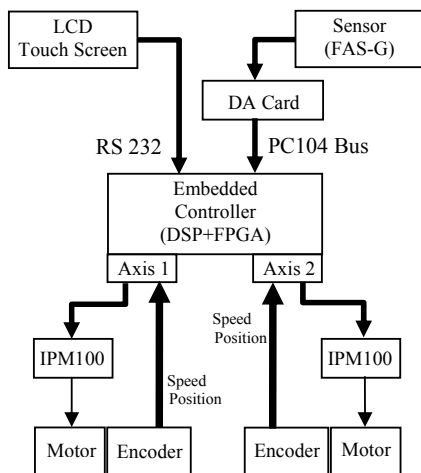 LCD
Touch Screen
Sensor
(FAS-G)
DA Card
RS 232
PC104 Bus
Embedded
Controller
(DSP+FPGA)
Axis 1
Axis 2
Speed
Position
IPM100
IPM100
Speed
Position
Motor
Encoder
Encoder
Motor